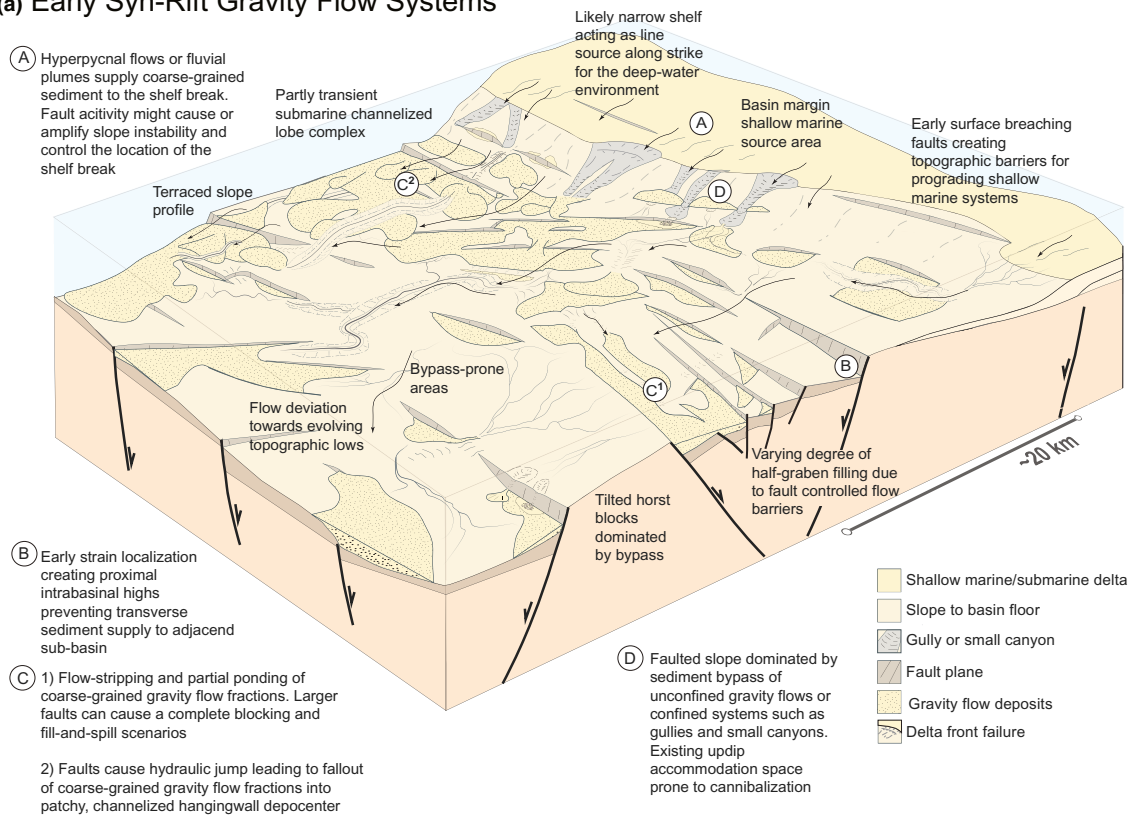 (a) Early Syn-Rift Gravity Flow Systems
A Hyperpycnal flows or fluvial
plumes supply coarse-grained
sediment to the shelf break.
Fault acitivity might cause or
amplify slope instability and
control the location of the
shelf break
Partly transient
submarine channelized
lobe complex
Likely narrow shelf
acting as line
source along strike
for the deep-water
environment
A
Basin margin
shallow marine
source area
Early surface breaching
faults creating
topographic barriers for
prograding shallow
marine systems
Terraced slope
profile
C2
D
Bypass-prone
areas
C1
B
Flow deviation
towards evolving
topographic lows
Varying degree of
half-graben filling due
to fault controlled flow
barriers
~20 km
Tilted horst
blocks
dominated
by bypass
B Early strain localization
creating proximal
intrabasinal highs
preventing transverse
sediment supply to adjacend
sub-basin
C 1) Flow-stripping and partial ponding of
coarse-grained gravity flow fractions. Larger
faults can cause a complete blocking and
fill-and-spill scenarios
2) Faults cause hydraulic jump leading to fallout
of coarse-grained gravity flow fractions into
patchy, channelized hangingwall depocenter
D Faulted slope dominated by
sediment bypass of
unconfined gravity flows or
confined systems such as
gullies and small canyons.
Existing updip
accommodation space
prone to cannibalization
Shallow marine/submarine delta
Slope to basin floor
Gully or small canyon
Fault plane
Gravity flow deposits
Delta front failure